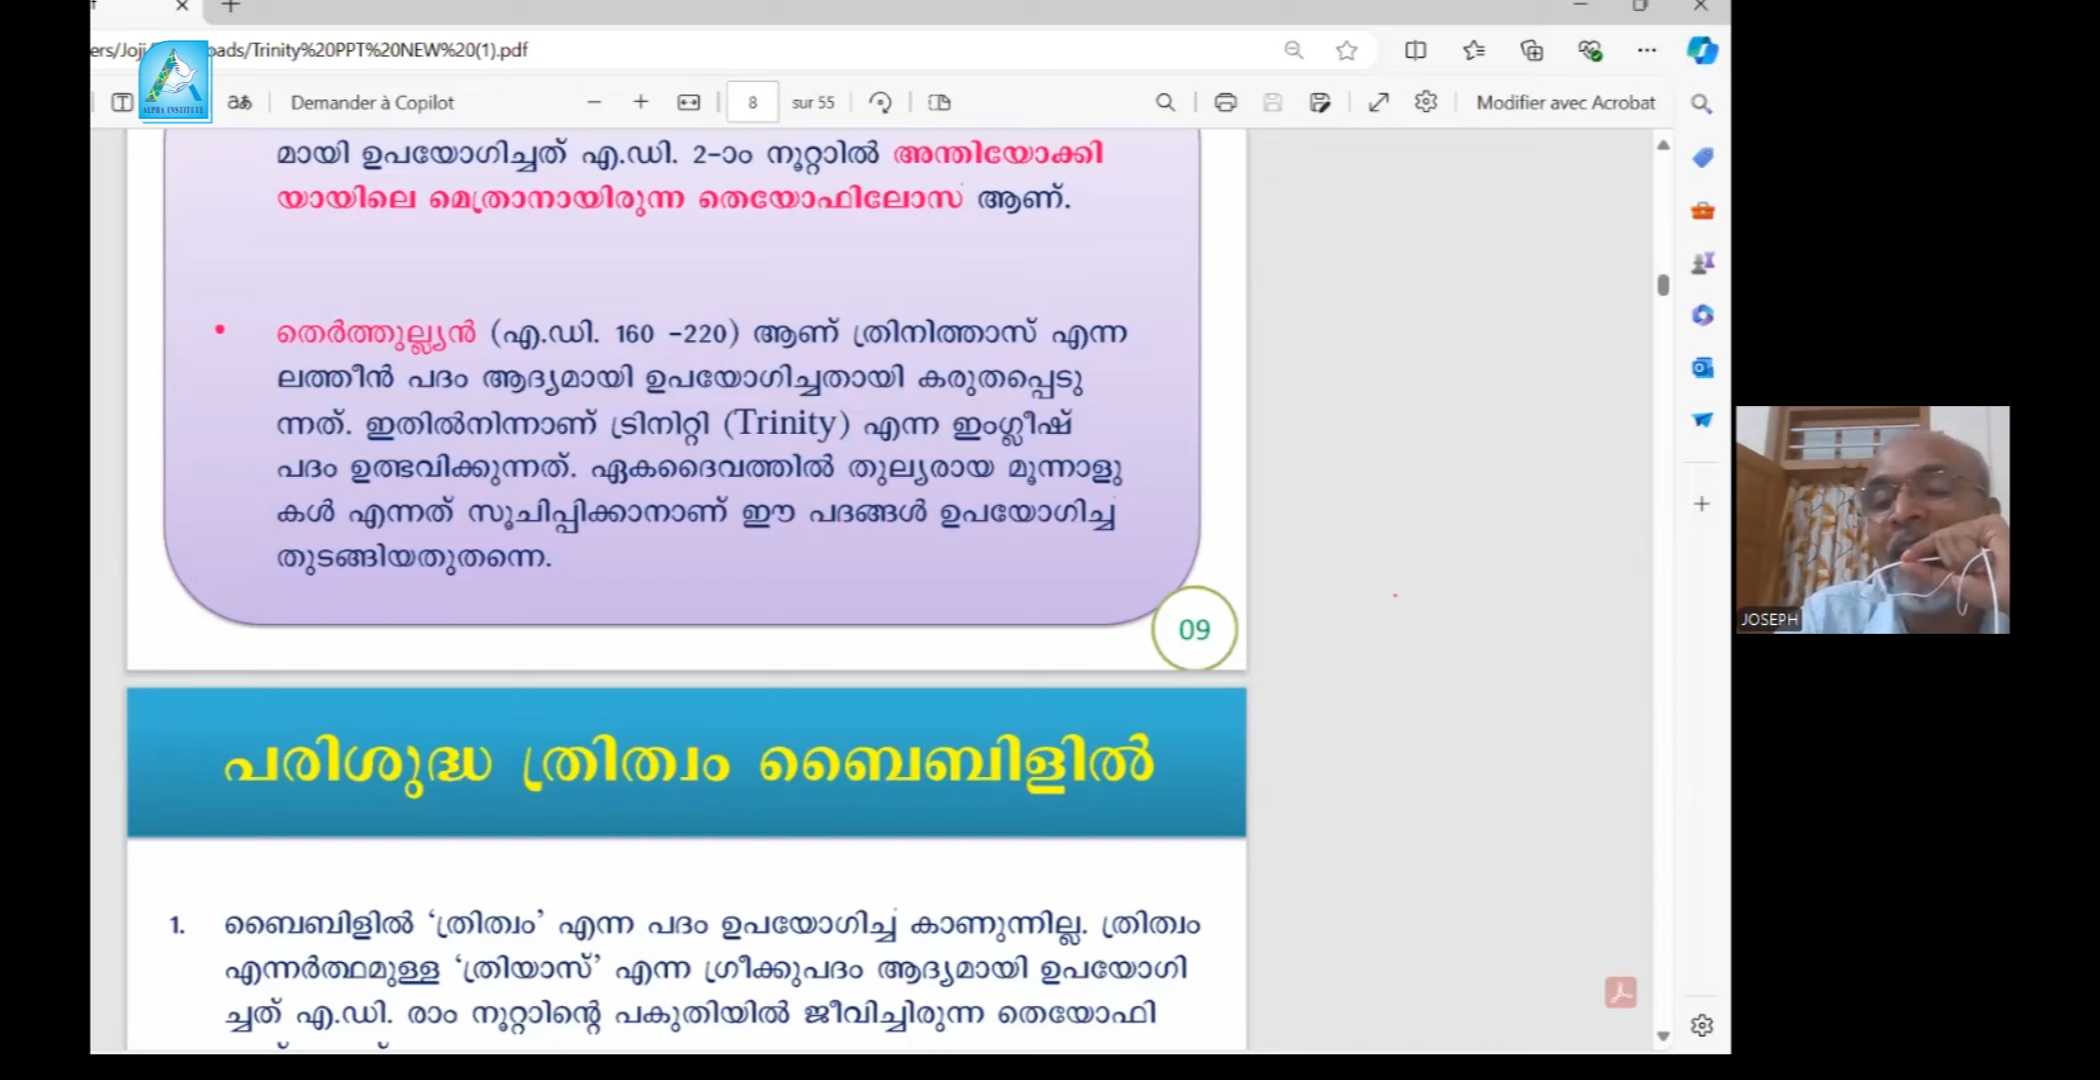 ers/Joji/ oads/Trinity%20PPT%20NEW%20(1).pdf
ALPHA INSTITUTE
Demander à Copilot
8 sur 55
Modifier avec Acrobat
മായി ഉപയോഗിച്ചത് എ.ഡി. 2-ാം നൂറ്റാിൽ അന്തിയോക്കി
യായിലെ മെത്രാനായിരുന്ന തെയോഫിലോസ് ആണ്.
• തെർത്തുല്ല്യൻ (എ.ഡി. 160 -220) ആണ് ത്രിനിത്താസ് എന്ന
ലത്തീൻ പദം ആദ്യമായി ഉപയോഗിച്ചതായി കരുതപ്പെടു
ന്നത്. ഇതിൽനിന്നാണ് ട്രിനിറ്റി (Trinity) എന്ന ഇംഗ്ലീഷ്
പദം ഉത്ഭവിക്കുന്നത്. ഏകദൈവത്തിൽ തുല്യരായ മൂന്നാളു
കൾ എന്നത് സൂചിപ്പിക്കാനാണ് ഈ പദങ്ങൾ ഉപയോഗിച്ച്
തുടങ്ങിയതുതന്നെ.
09
JOSEPH
പരിശുദ്ധ ത്രിത്വം ബൈബിളിൽ
1. ബൈബിളിൽ ‘ത്രിത്വം’ എന്ന പദം ഉപയോഗിച്ച് കാണുന്നില്ല. ത്രിത്വം
എന്നർത്ഥമുള്ള ‘ത്രിയാസ്’ എന്ന ഗ്രീക്കുപദം ആദ്യമായി ഉപയോഗി
ച്ചത് എ.ഡി. രാം നൂറ്റാിന്റെ പകുതിയിൽ ജീവിച്ചിരുന്ന തെയോഫി